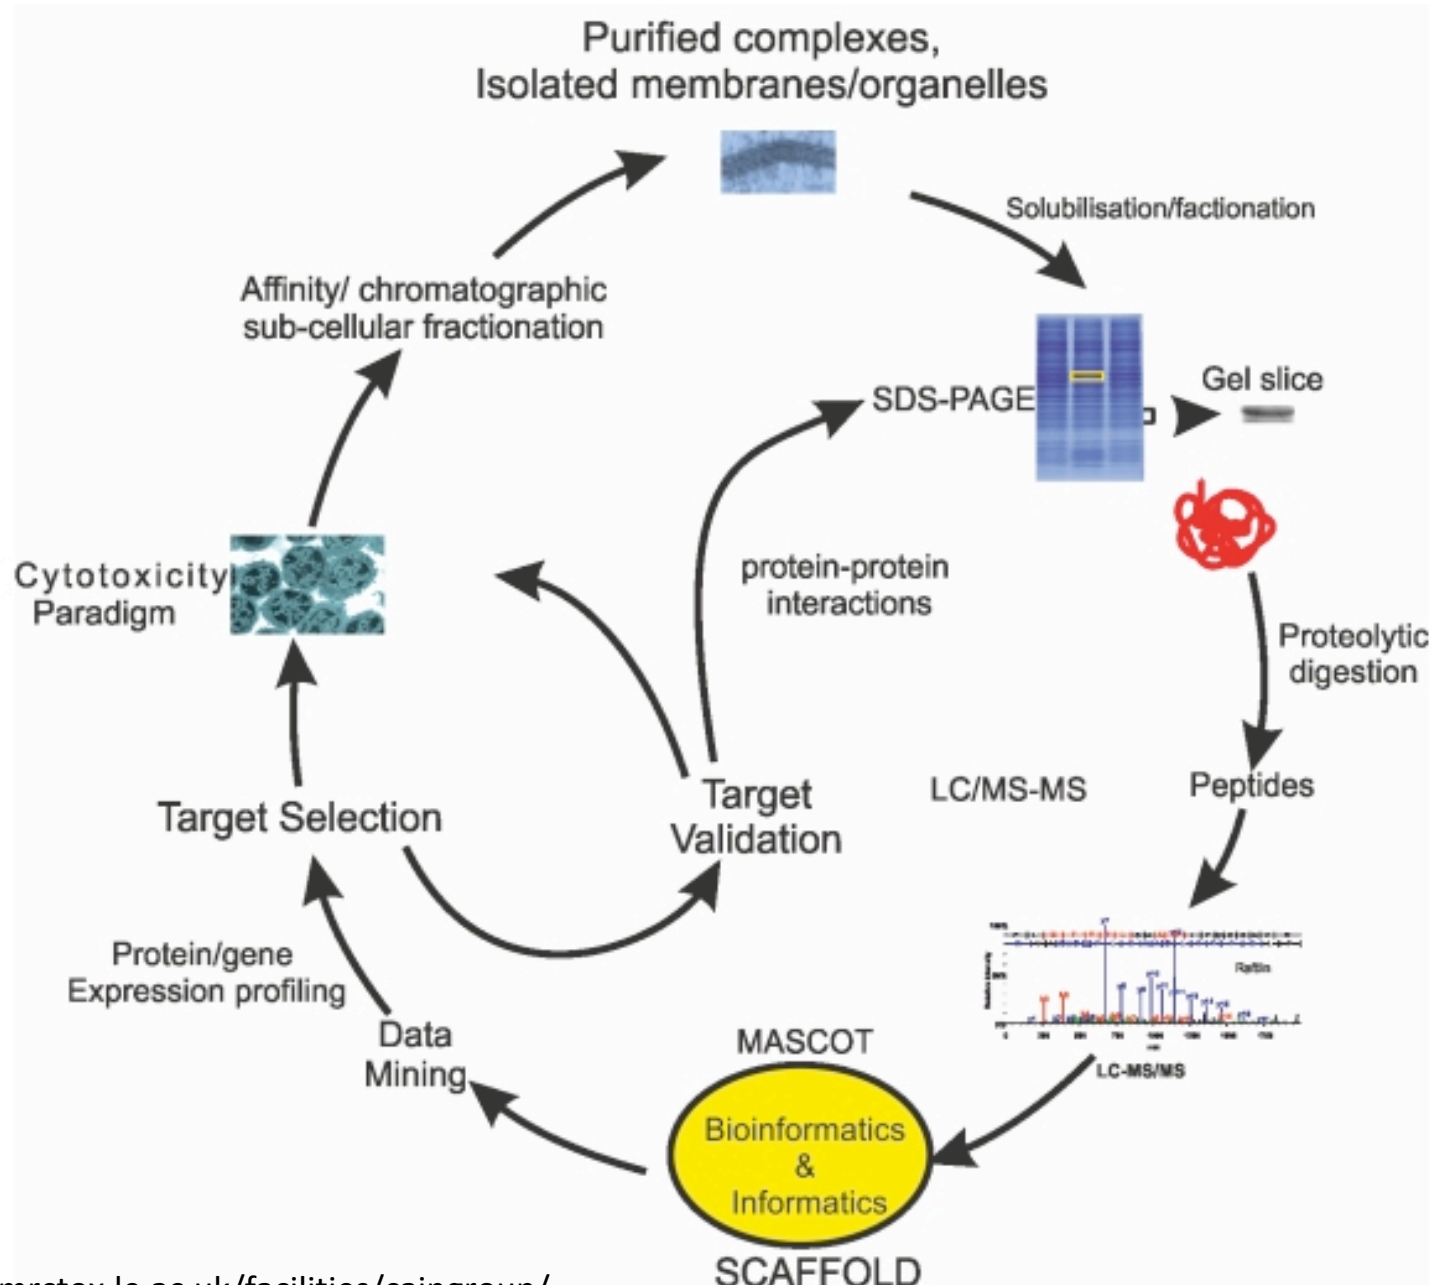 Purified complexes,
Isolated membranes/organelles
Solubilisation/factionation
Affinity/ chromatographic
sub-cellular fractionation
SDS-PAGE
Gel slice
Cytotoxicity
Paradigm
protein-protein
interactions
Proteolytic
digestion
Target Selection
Target
Validation
LC/MS-MS
Peptides
Protein/gene
Expression profiling
Data
Mining
LC-MS/MS
MASCOT
Bioinformatics
&
Informatics
SCAFFOLD